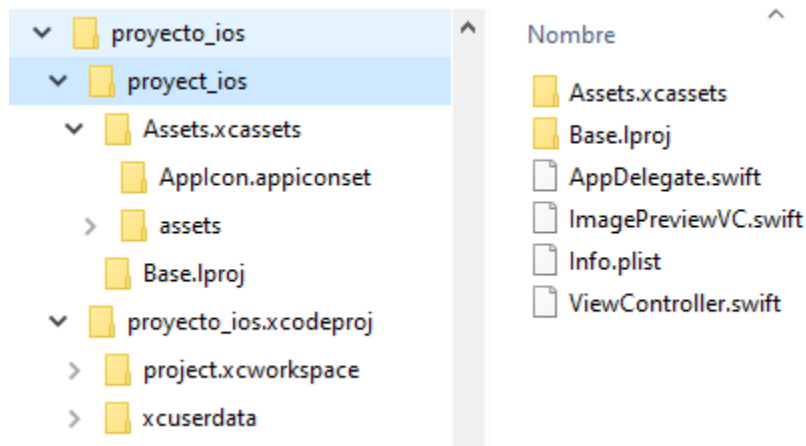 proyecto_ios
proyect_ios
Assets.xcassets
AppIcon.appiconset
assets
Base.lproj
proyecto_ios.xcodeproj
project.xcworkspace
xcuserdata
Nombre
Assets.xcassets
Base.lproj
AppDelegate.swift
ImagePreviewVC.swift
Info.plist
ViewController.swift